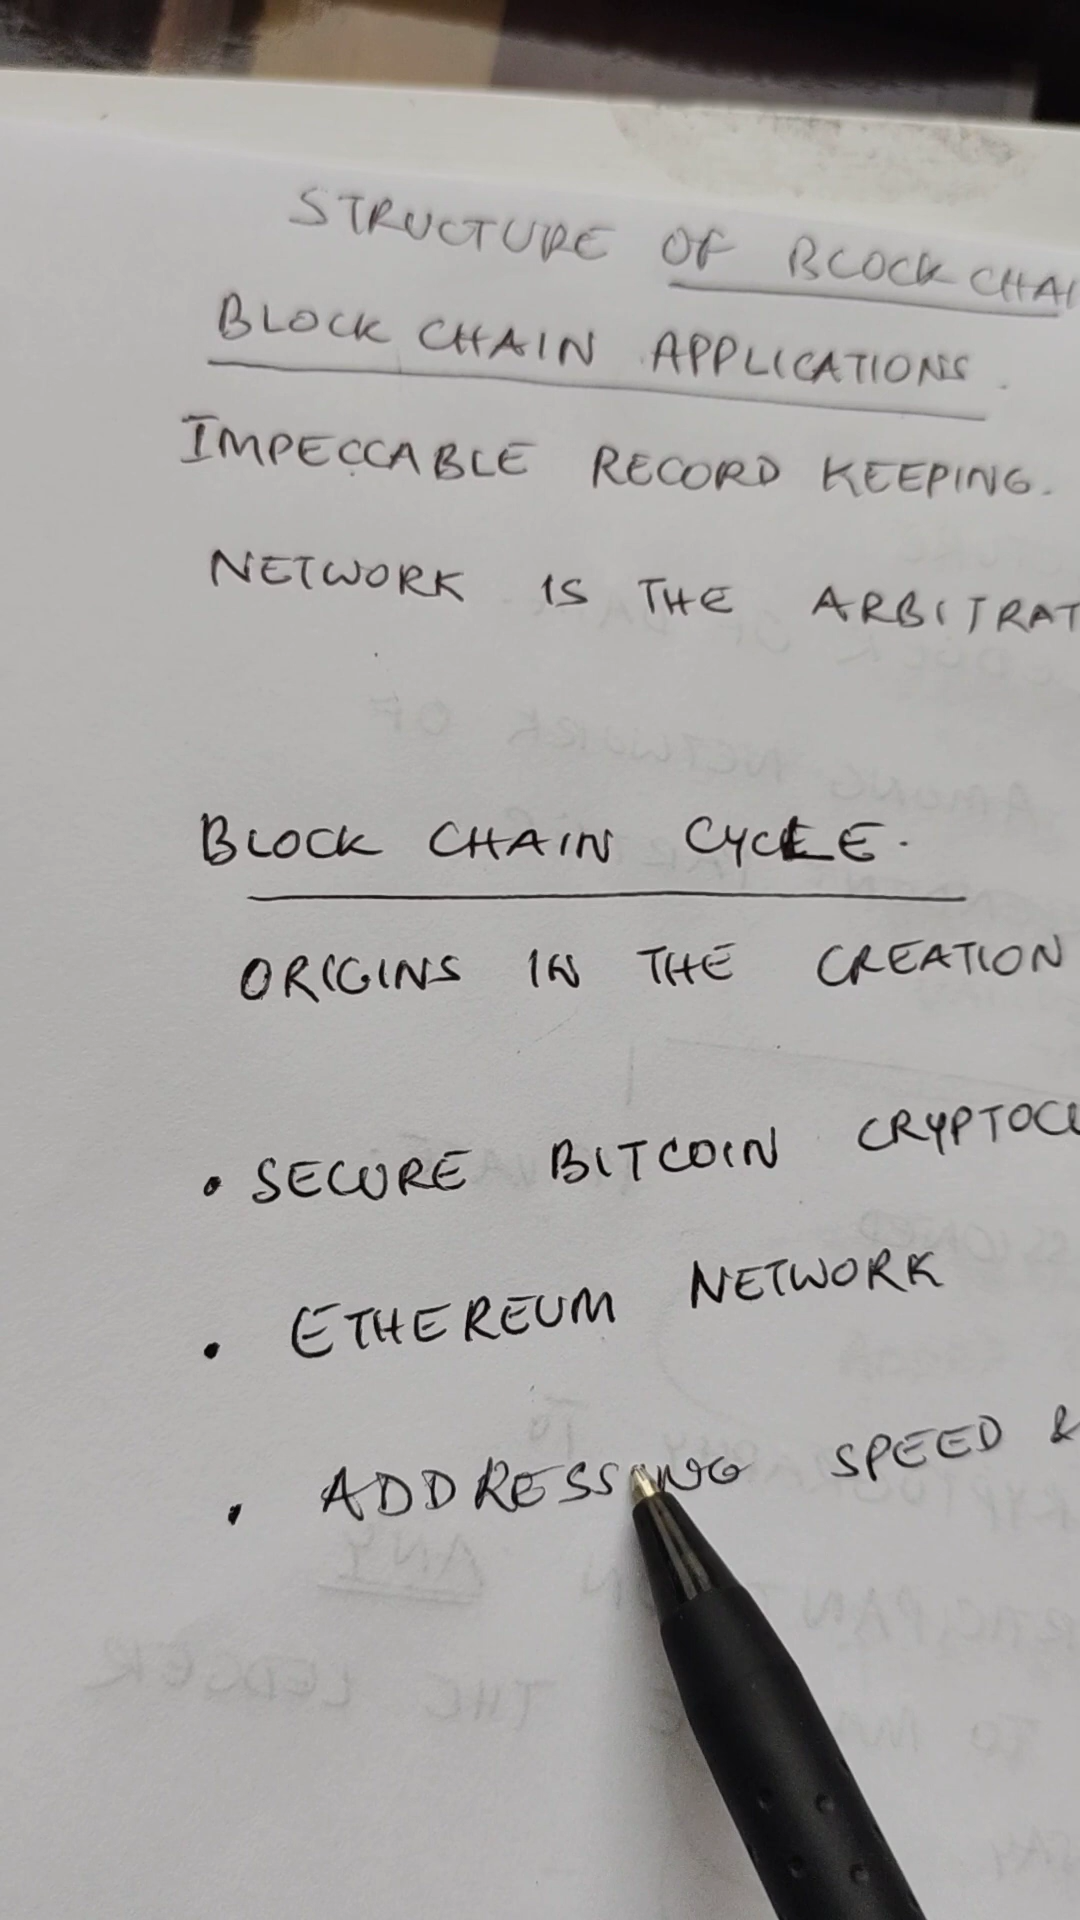 STRUCTURE OF BLOCK CHAI
BLOCK CHAIN APPLICATIONS.
IMPECCABLE RECORD KEEPING.
NETWORK IS THE ARBITRAT
BLOCK CHAIN CYCLE.
ORIGINS IN THE CREATION
• SECURE BITCOIN CRYPTOCU
• ETHEREUM NETWORK
• ADDRESSING SPEED &